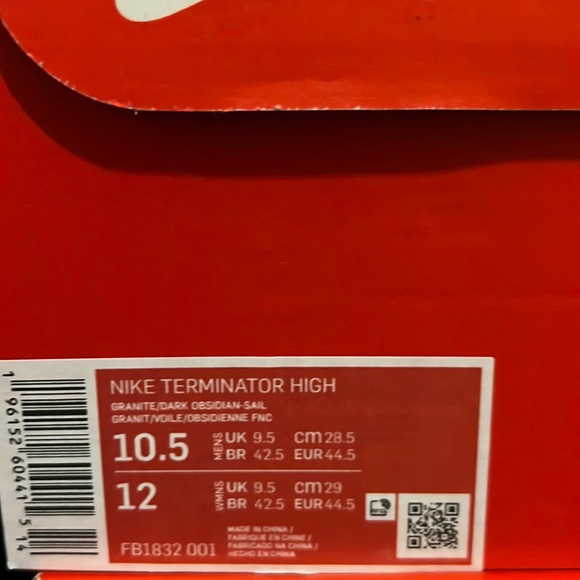 NIKE TERMINATOR HIGH
GRANITE/DARK OBSIDIAN-SAIL
GRANIT/VOILE/OBSIDIENNE FNC
10.5 MENS UK 9.5 cm 28.5
BR 42.5 EUR 44.5
12 WMNS UK 9.5 cm 29
BR 42.5 EUR 44.5
FB1832 001
MADE IN CHINA /
FABRIQUE EN CHINE /
FABRICADO NA CHINA /
HECHO EN CHINA
1 96152 60441 5 14